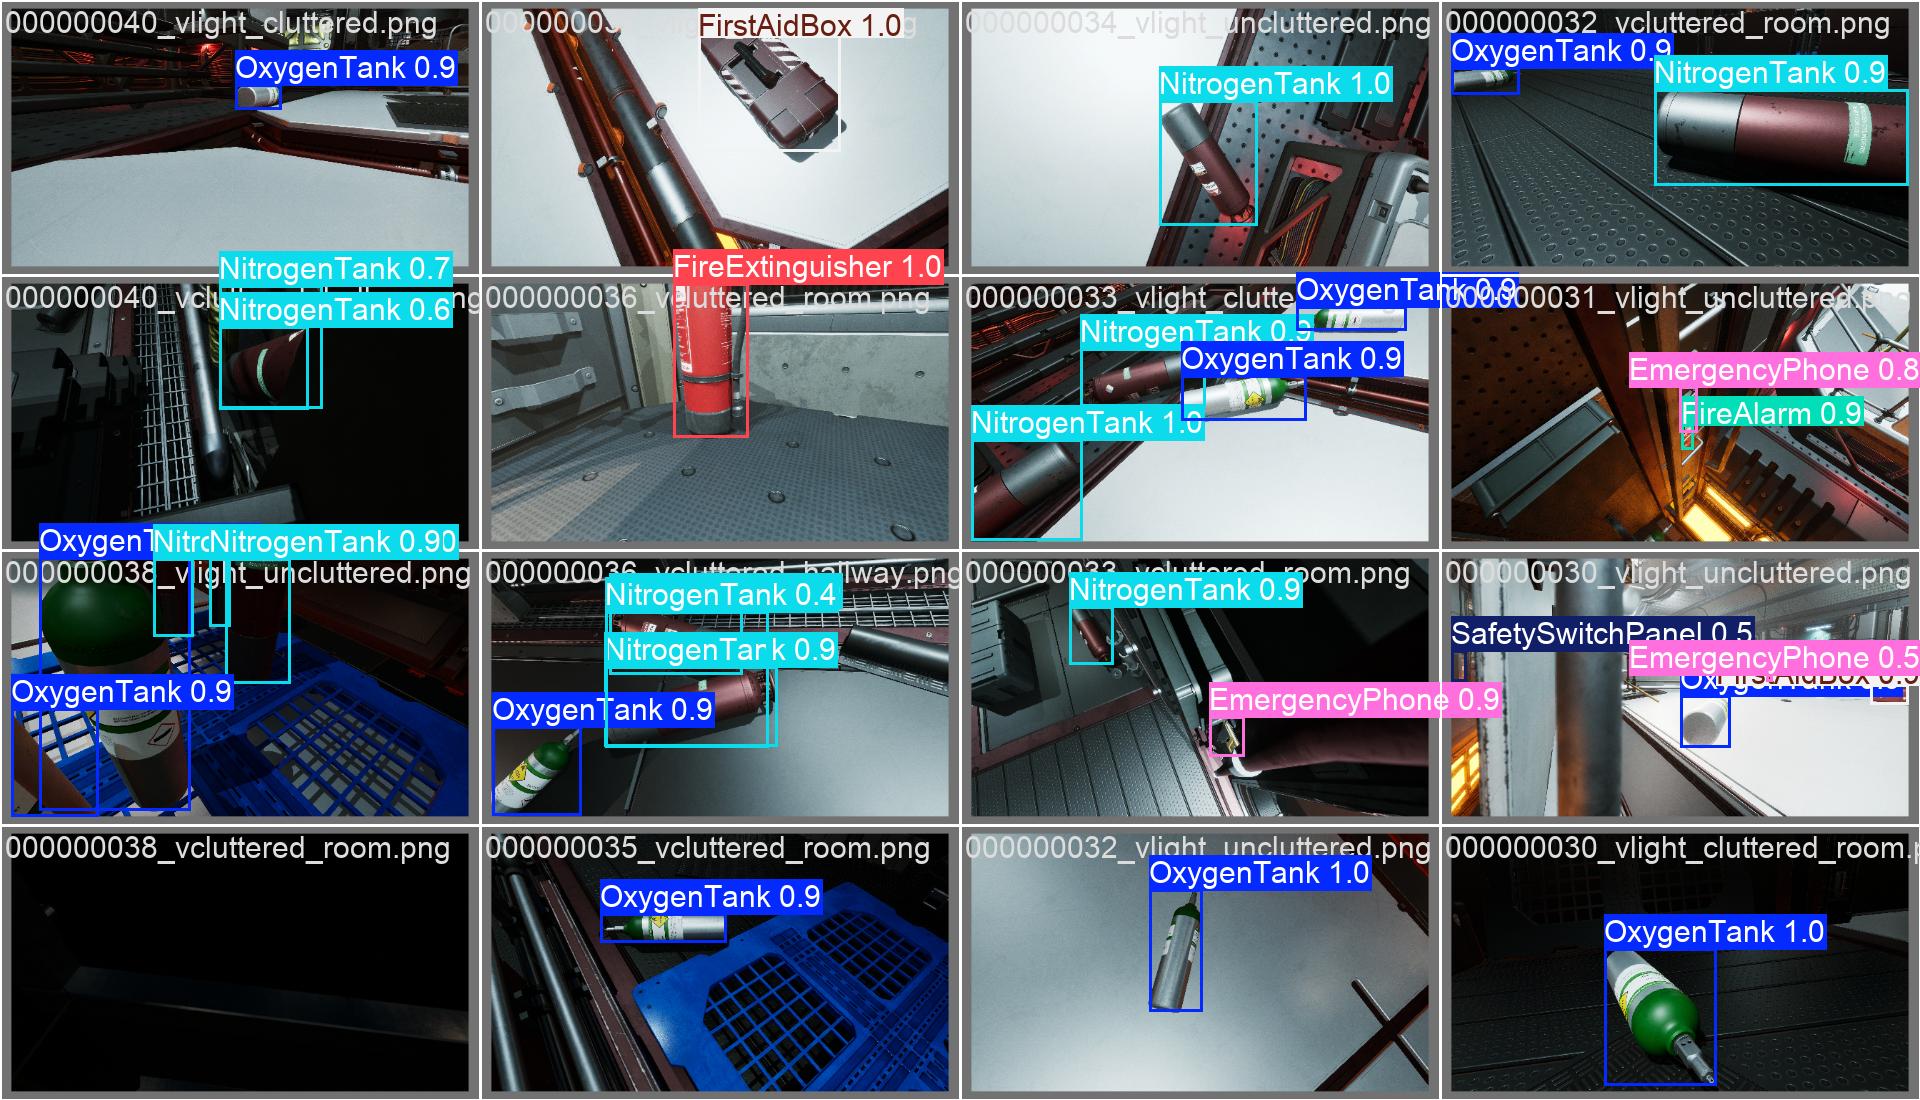 000000040_vlight_cluttered.png
OxygenTank 0.9
FirstAidBox 1.0
000000034_vlight_uncluttered.png
NitrogenTank 1.0
000000032_vcluttered_room.png
OxygenTank 0.9
NitrogenTank 0.9
NitrogenTank 0.7
NitrogenTank 0.6
000000036_vcluttered_room.png
FireExtinguisher 1.0
OxygenTank 0.9
NitrogenTank 0.9
OxygenTank 0.9
NitrogenTank 1.0
000000031_vlight_uncluttered.png
EmergencyPhone 0.8
FireAlarm 0.9
NitrogenTank 0.90
000000038_vlight_uncluttered.png
OxygenTank 0.9
000000036_vcluttered_hallway.png
NitrogenTank 0.4
NitrogenTank 0.9
OxygenTank 0.9
000000033_vcluttered_room.png
NitrogenTank 0.9
EmergencyPhone 0.9
000000030_vlight_uncluttered.png
SafetySwitchPanel 0.5
EmergencyPhone 0.5
000000038_vcluttered_room.png
000000035_vcluttered_room.png
OxygenTank 0.9
000000032_vlight_uncluttered.png
OxygenTank 1.0
000000030_vlight_cluttered_room.p
OxygenTank 1.0